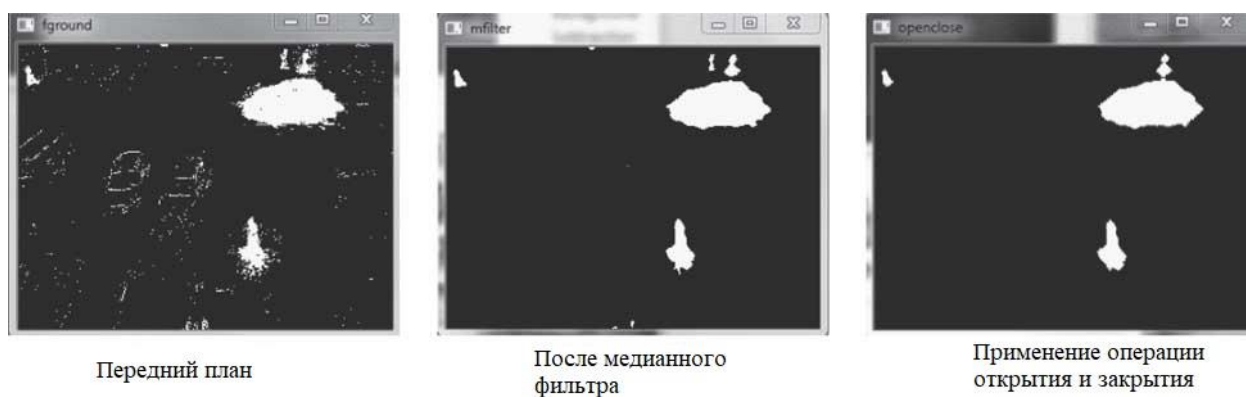 fground
mfilter
openclose
Передний план
После медианного
фильтра
Применение операции
открытия и закрытия